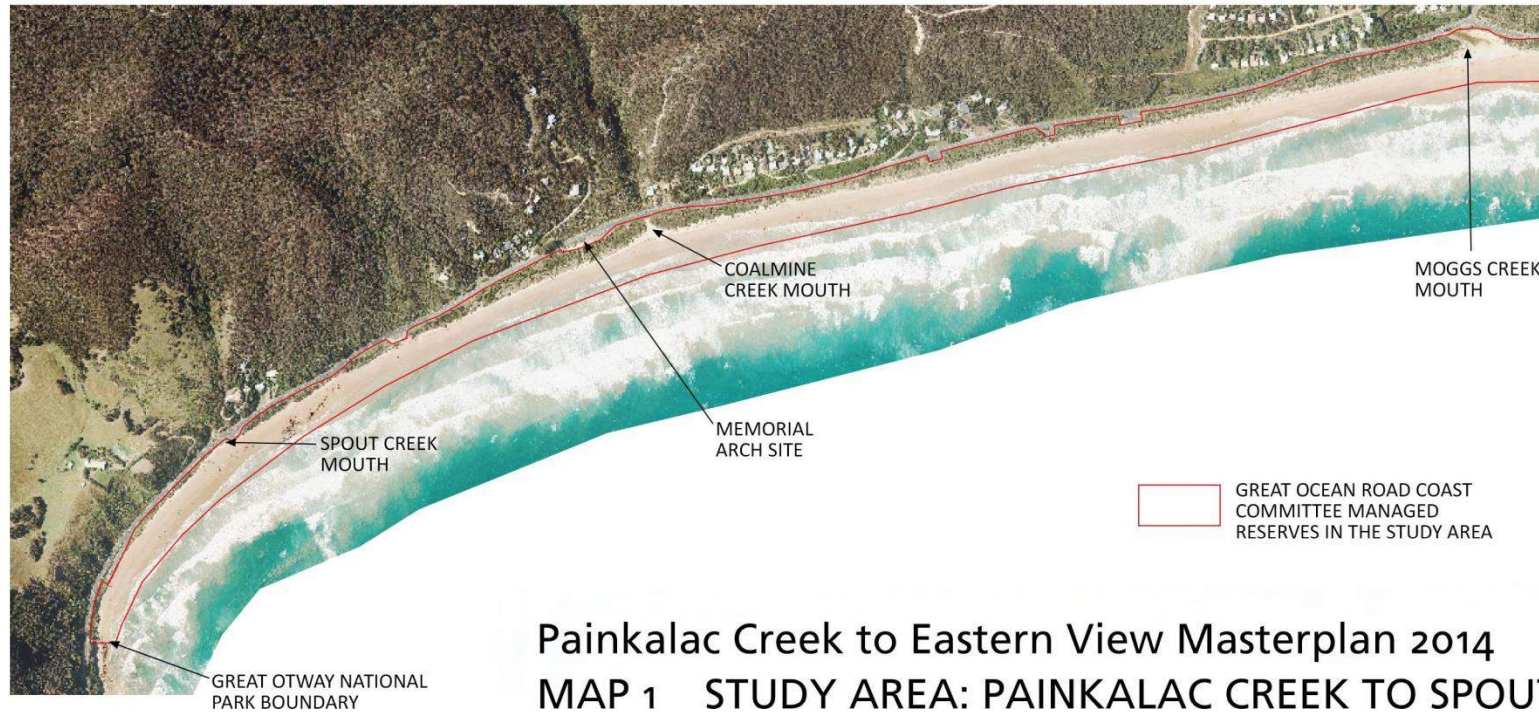 COALMINE
CREEK MOUTH
MOGGS CREEK
MOUTH
SPOUT CREEK
MOUTH
MEMORIAL
ARCH SITE
GREAT OCEAN ROAD COAST
COMMITTEE MANAGED
RESERVES IN THE STUDY AREA
GREAT OTWAY NATIONAL
PARK BOUNDARY
Painkalac Creek to Eastern View Masterplan 2014
MAP 1 STUDY AREA: PAINKALAC CREEK TO SPOUT